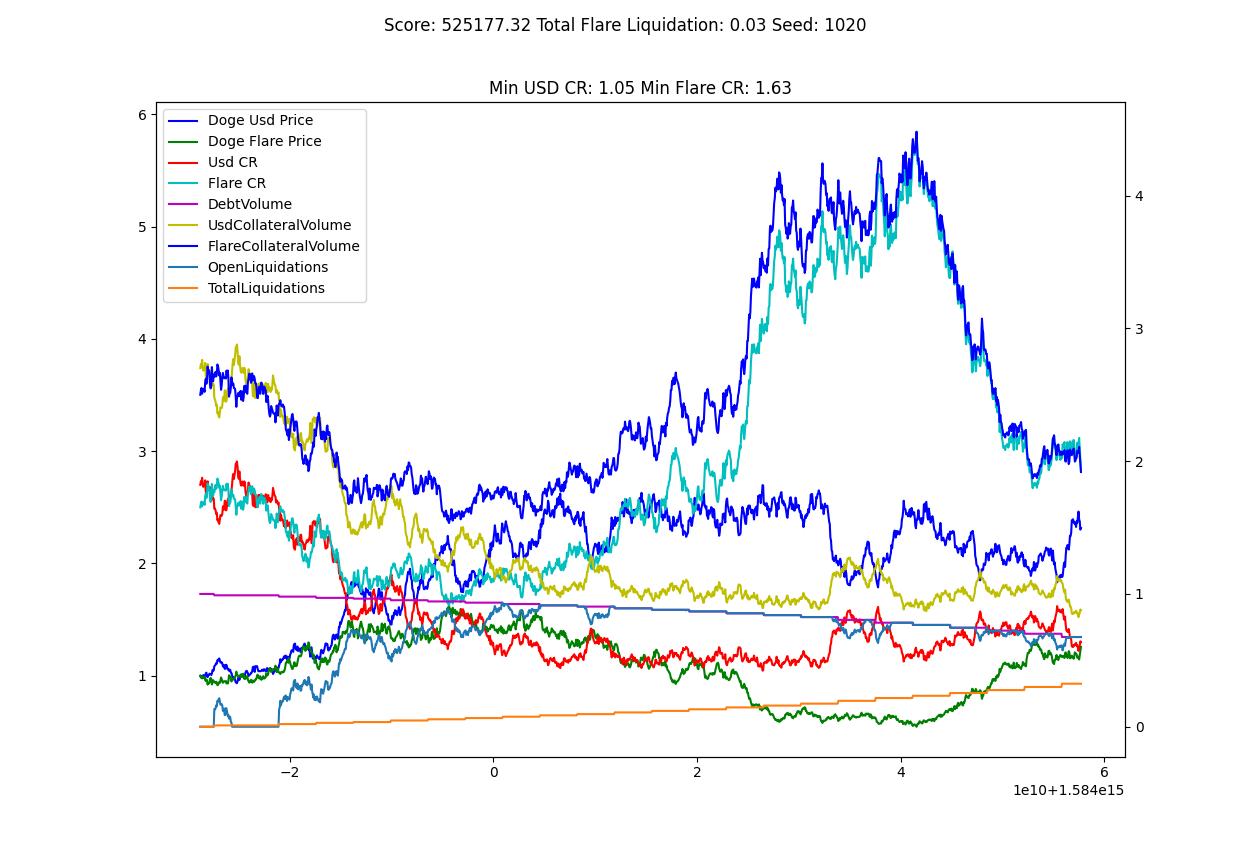 Score: 525177.32 Total Flare Liquidation: 0.03 Seed: 1020
Min USD CR: 1.05 Min Flare CR: 1.63
Doge Usd Price
Doge Flare Price
Usd CR
Flare CR
DebtVolume
UsdCollateralVolume
FlareCollateralVolume
OpenLiquidations
TotalLiquidations
6
5
4
3
2
1
4
3
2
1
0
−2
0
2
4
6
1e10+1.584e15